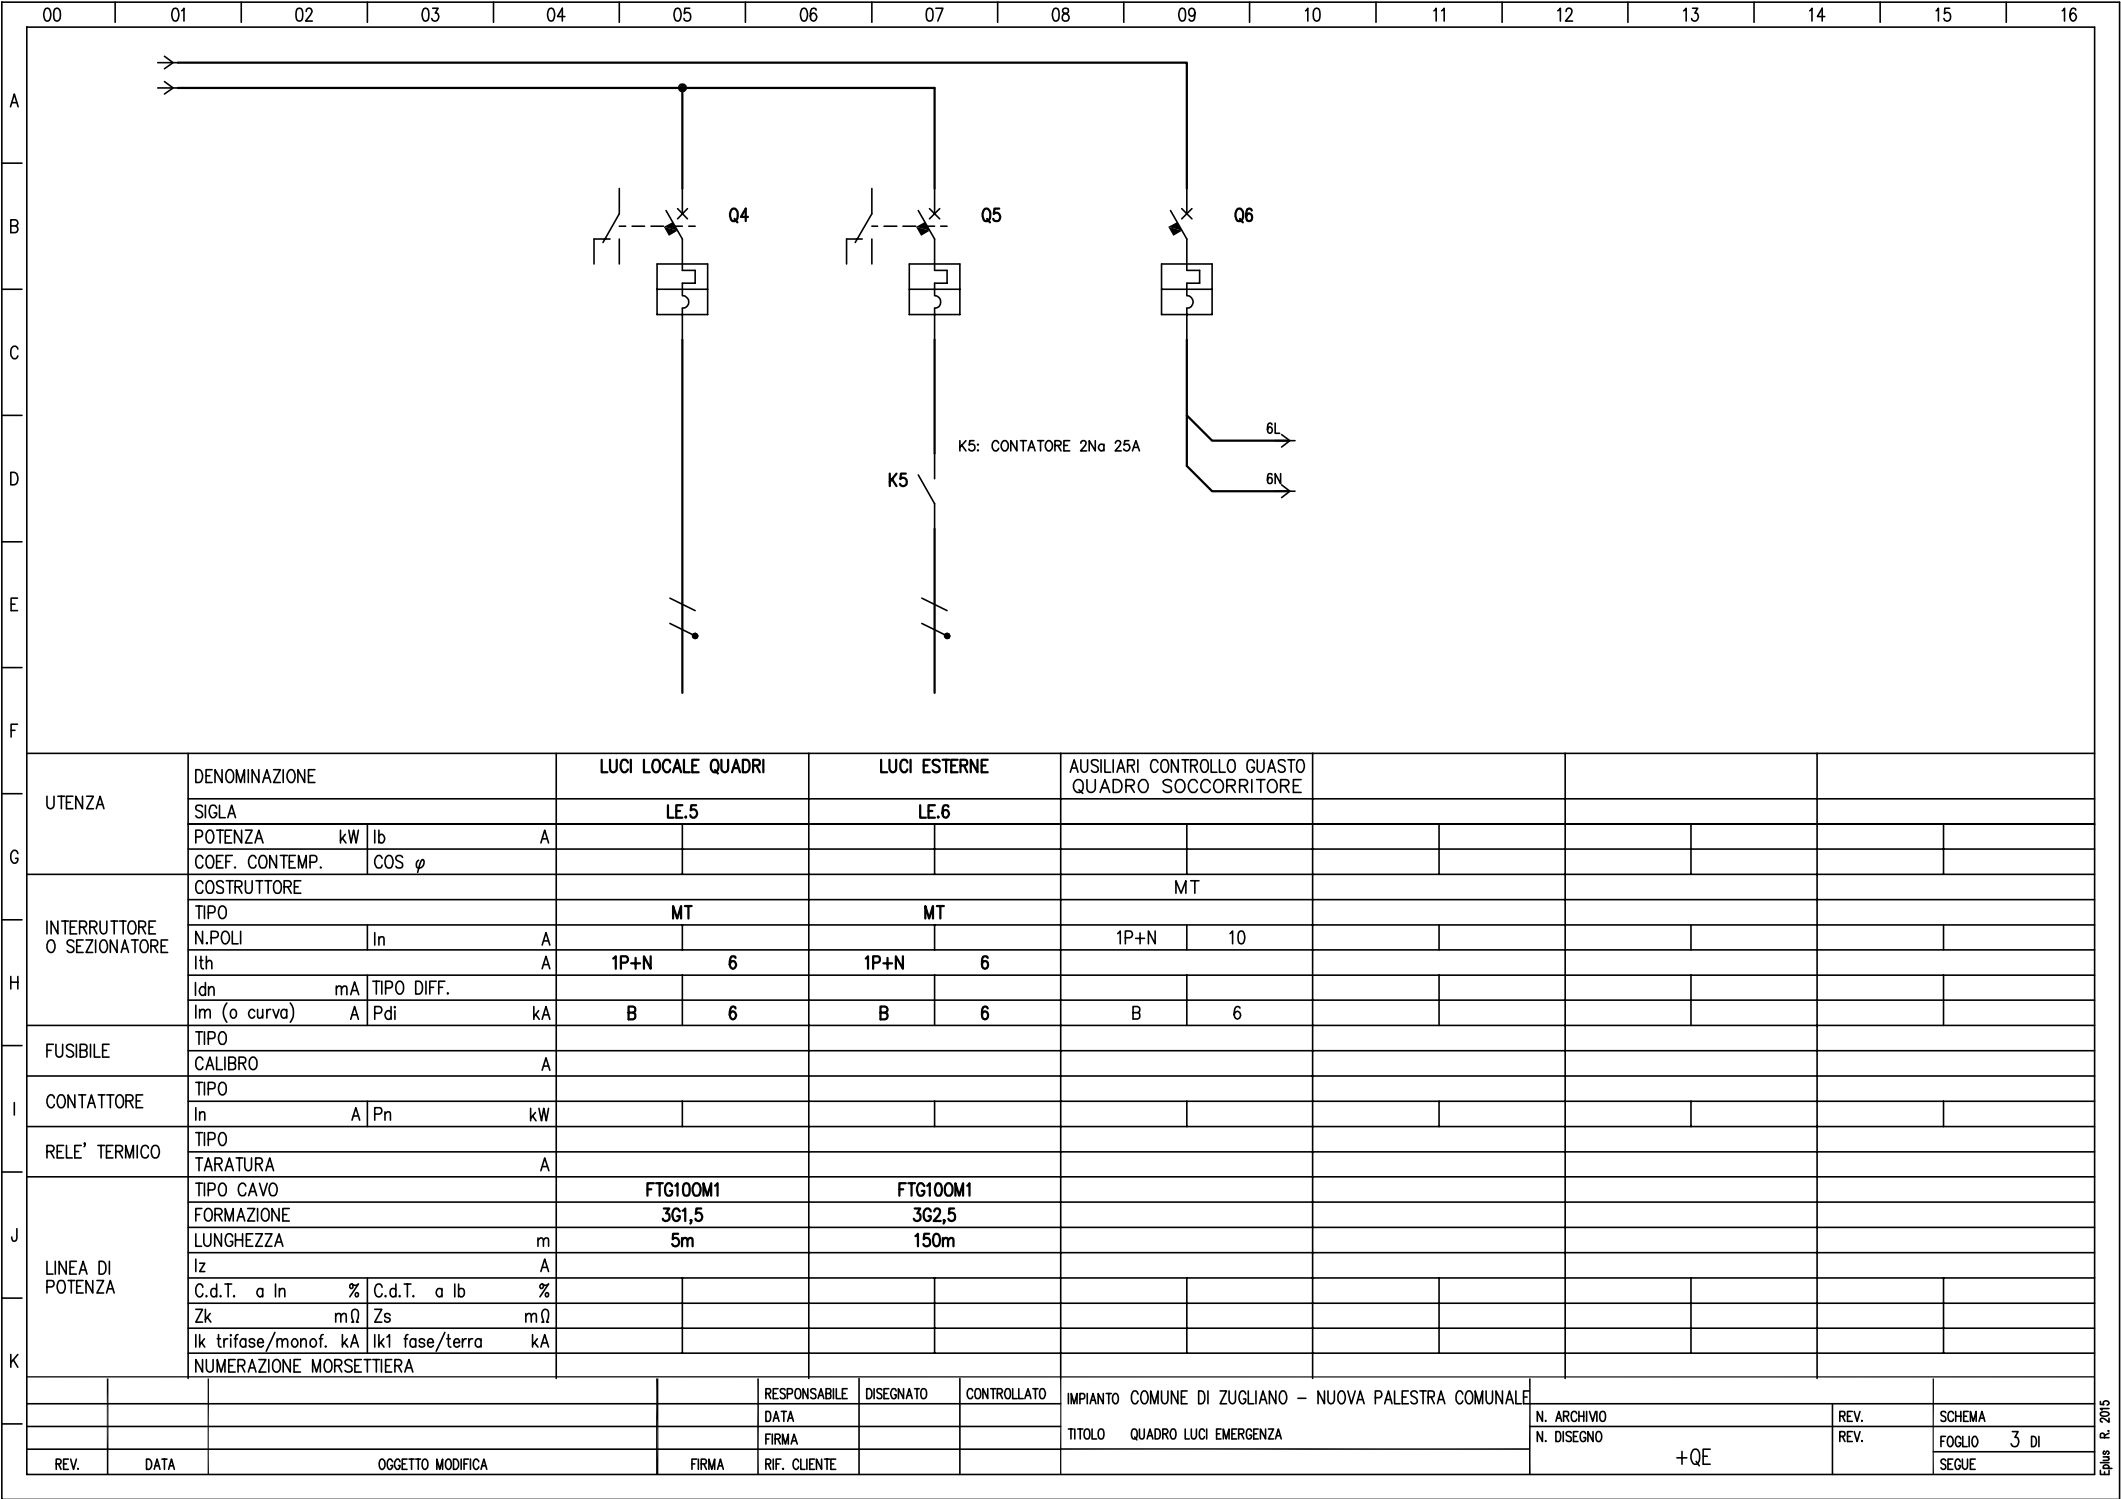 00 01 02 03 04 05 06 07 08 09 10 11 12 13 14 15 16
A
B
C
D
E
F
G
H
I
J
K
Q4
Q5
Q6
K5: CONTATORE 2Na 25A
K5
6L
6N
UTENZA
DENOMINAZIONE LUCI LOCALE QUADRI LUCI ESTERNE AUSILIARI CONTROLLO GUASTO
QUADRO SOCCORRITORE
SIGLA LE.5 LE.6
POTENZA kW Ib A
COEF. CONTEMP. COS φ
INTERRUTTORE
O SEZIONATORE
COSTRUTTORE MT
TIPO MT MT
N.POLI In A 1P+N 10
Ith A 1P+N 6 1P+N 6
Idn mA TIPO DIFF.
Im (o curva) A Pdi kA B 6 B 6 B 6
FUSIBILE
TIPO
CALIBRO A
CONTATTORE
TIPO
In A Pn kW
RELE' TERMICO
TIPO
TARATURA A
LINEA DI
POTENZA
TIPO CAVO FTG10OM1 FTG10OM1
FORMAZIONE 3G1,5 3G2,5
LUNGHEZZA m 5m 150m
Iz A
C.d.T. a In % C.d.T. a Ib %
Zk mΩ Zs mΩ
Ik trifase/monof. kA Ik1 fase/terra kA
NUMERAZIONE MORSETTIERA
RESPONSABILE DISEGNATO CONTROLLATO
DATA
FIRMA
REV. DATA OGGETTO MODIFICA FIRMA RIF. CLIENTE
IMPIANTO COMUNE DI ZUGLIANO – NUOVA PALESTRA COMUNALE
TITOLO QUADRO LUCI EMERGENZA
N. ARCHIVIO REV. SCHEMA
N. DISEGNO REV. FOGLIO 3 DI
+QE
SEGUE
Eplus R. 2015